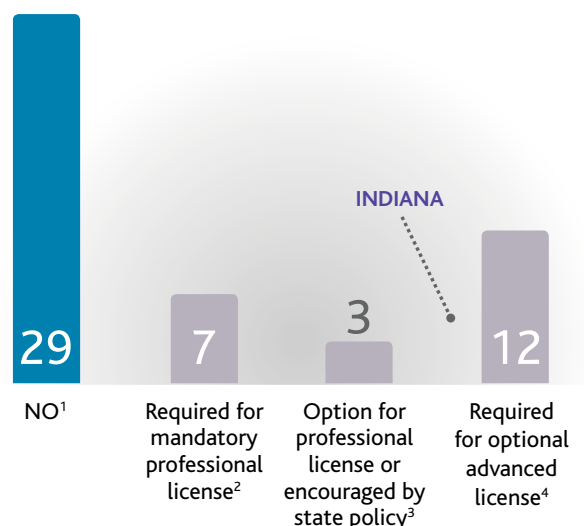 INDIANA
29
7
3
12
NO¹
Required for
mandatory
professional
license²
Option for
professional
license or
encouraged by
state policy³
Required
for optional
advanced
license⁴